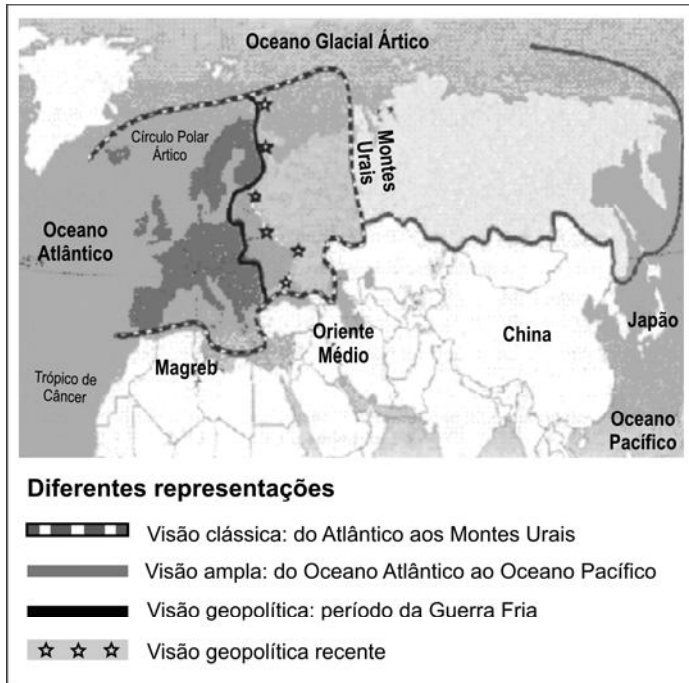 Oceano Glacial Ártico
Círculo Polar
Ártico
Montes
Urais
Oceano
Atlântico
Oriente
Médio
China
Japão
Magreb
Trópico de
Câncer
Oceano
Pacífico
Diferentes representações
Visão clássica: do Atlântico aos Montes Urais
Visão ampla: do Oceano Atlântico ao Oceano Pacífico
Visão geopolítica: período da Guerra Fria
Visão geopolítica recente